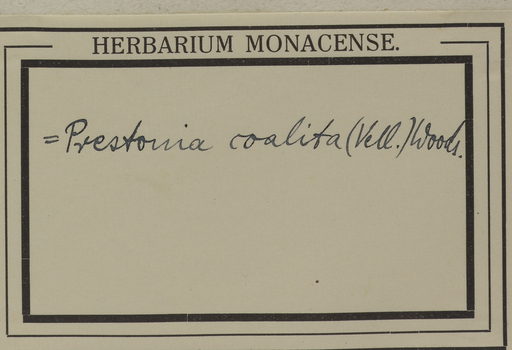 HERBARIUM MONACENSE.
= Prestonia coalita (Vell.) Woods.